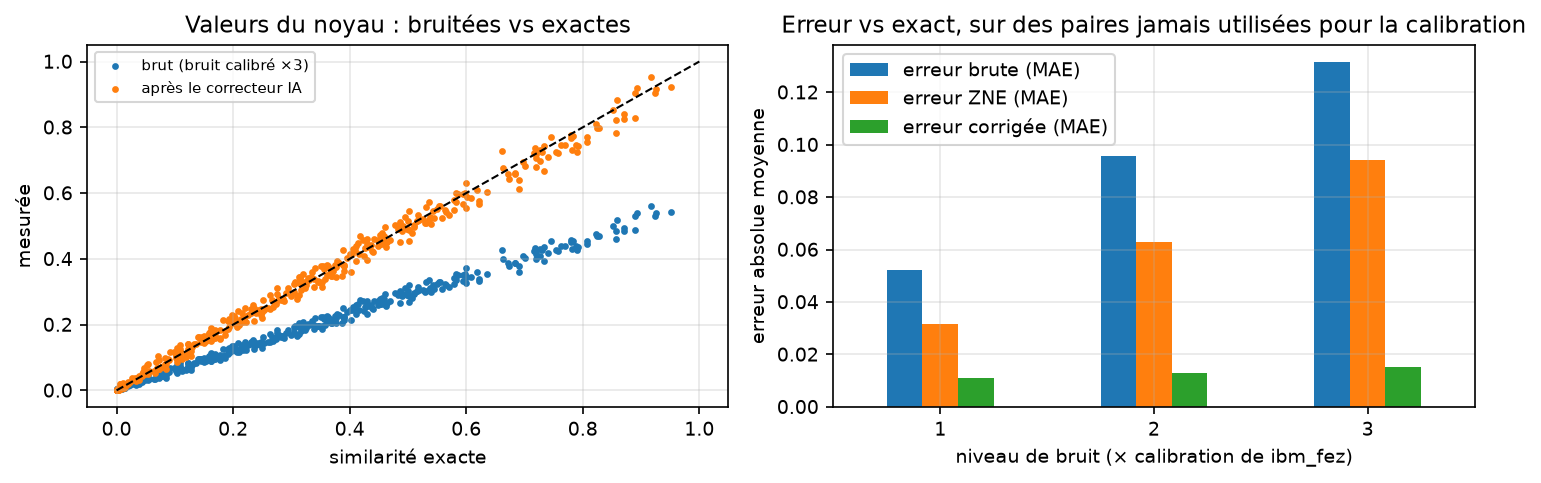 Valeurs du noyau : bruitées vs exactes
brut (bruit calibré ×3)
après le correcteur IA
mesurée
1.0
0.8
0.6
0.4
0.2
0.0
0.0 0.2 0.4 0.6 0.8 1.0
similarité exacte
Erreur vs exact, sur des paires jamais utilisées pour la calibration
erreur brute (MAE)
erreur ZNE (MAE)
erreur corrigée (MAE)
erreur absolue moyenne
0.12
0.10
0.08
0.06
0.04
0.02
0.00
1 2 3
niveau de bruit (× calibration de ibm_fez)